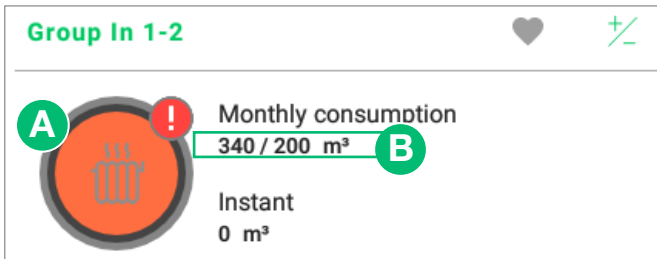 Group In 1-2
+/-
A
!
Monthly consumption
340 / 200 m³
B
Instant
0 m³